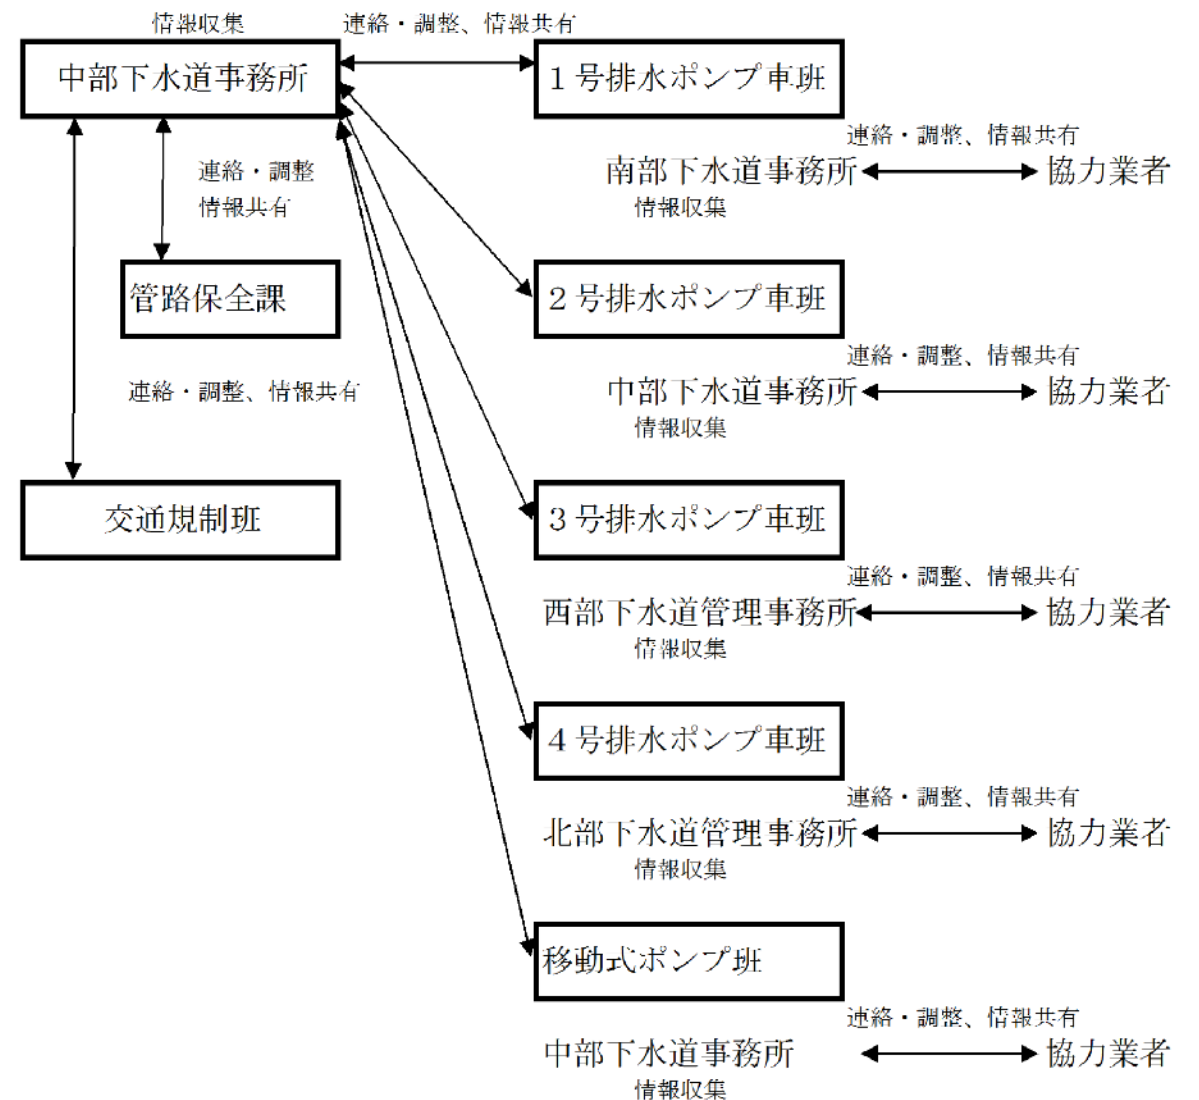 情報収集
連絡・調整、情報共有
中部下水道事務所
１号排水ポンプ車班
連絡・調整、情報共有
南部下水道事務所
協力業者
情報収集
連絡・調整
情報共有
管路保全課
２号排水ポンプ車班
連絡・調整、情報共有
中部下水道事務所
協力業者
情報収集
連絡・調整、情報共有
交通規制班
３号排水ポンプ車班
連絡・調整、情報共有
西部下水道管理事務所
協力業者
情報収集
４号排水ポンプ車班
連絡・調整、情報共有
北部下水道管理事務所
協力業者
情報収集
移動式ポンプ班
連絡・調整、情報共有
中部下水道事務所
協力業者
情報収集